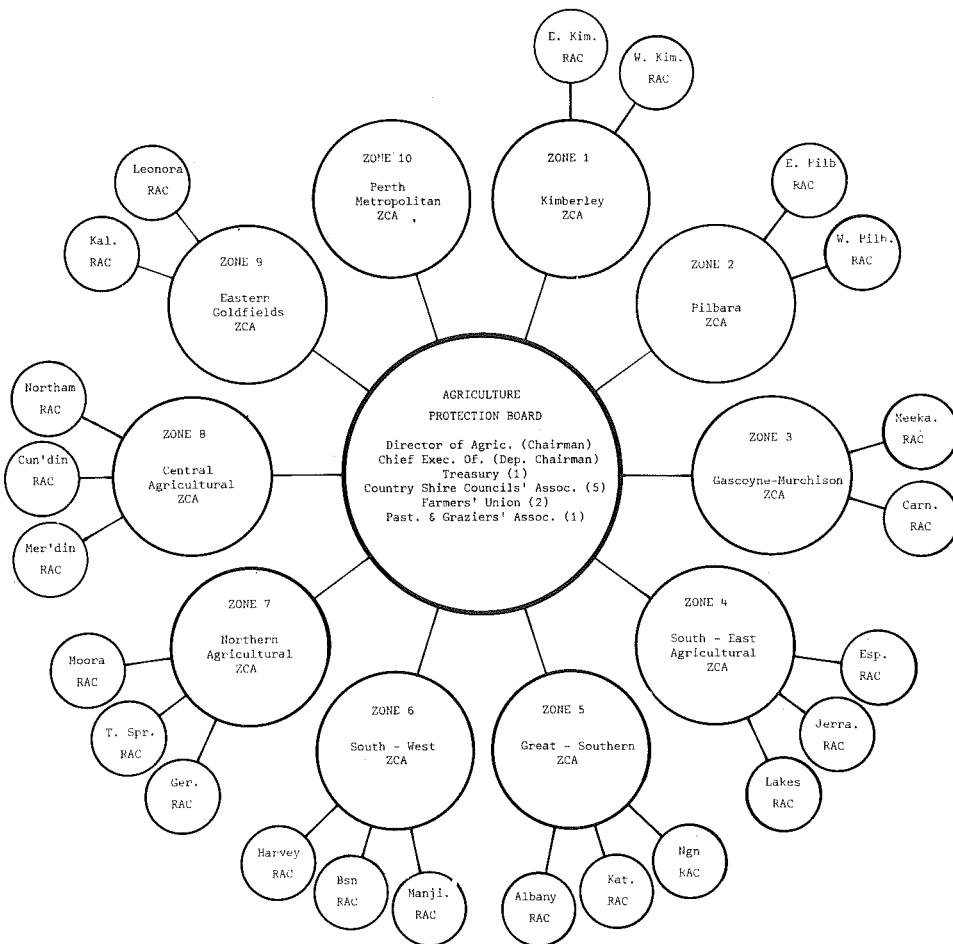 E. Kim.
RAC
W. Kim.
RAC
ZONE 10
Perth
Metropolitan
ZCA
ZONE 1
Kimberley
ZCA
Leonora
RAC
Kal.
RAC
ZONE 9
Eastern
Goldfields
ZCA
E. Pilb
RAC
W. Pilb.
RAC
ZONE 2
Pilbara
ZCA
AGRICULTURE
PROTECTION BOARD
Director of Agric. (Chairman)
Chief Exec. Of. (Dep. Chairman)
Treasury (1)
Country Shire Councils' Assoc. (5)
Farmers' Union (2)
Past. & Graziers' Assoc. (1)
Northam
RAC
Cun'din
RAC
Mer'din
RAC
ZONE 8
Central
Agricultural
ZCA
ZONE 3
Gascoyne-Murchison
ZCA
Meeka.
RAC
Carn.
RAC
ZONE 7
Northern
Agricultural
ZCA
Moora
RAC
T. Spr.
RAC
Ger.
RAC
ZONE 4
South - East
Agricultural
ZCA
Esp.
RAC
Jerra.
RAC
Lakes
RAC
ZONE 6
South - West
ZCA
Harvey
RAC
Bsn
RAC
Manji.
RAC
ZONE 5
Great - Southern
ZCA
Albany
RAC
Kat.
RAC
Ngn
RAC